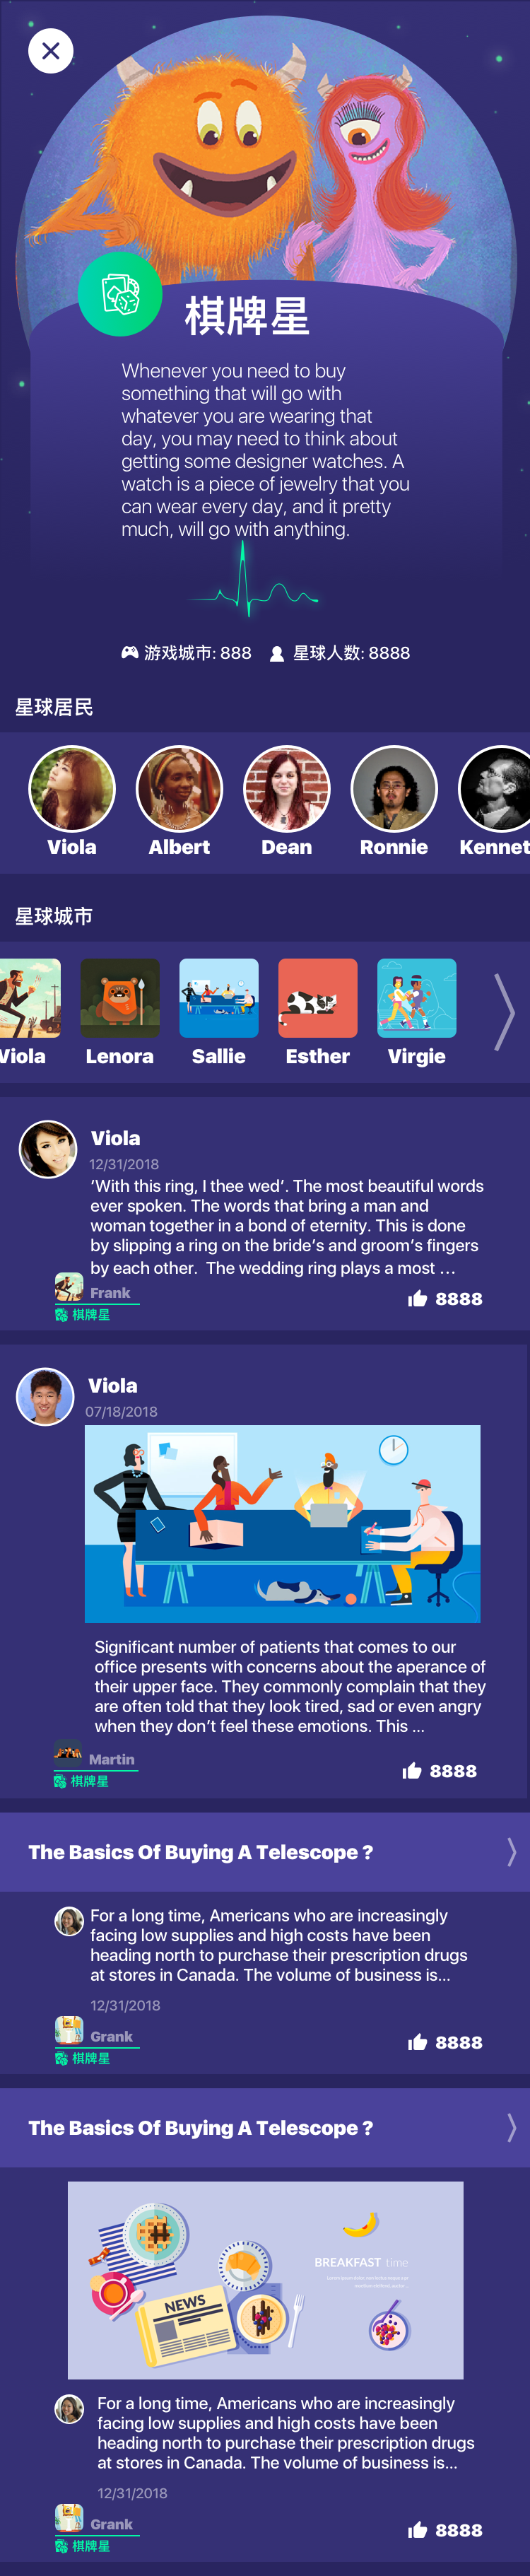 棋牌星
Whenever you need to buy
something that will go with
whatever you are wearing that
day, you may need to think about
getting some designer watches. A
watch is a piece of jewelry that you
can wear every day, and it pretty
much, will go with anything.
游戏城市: 888 星球人数: 8888
星球居民
Viola Albert Dean Ronnie Kennet
星球城市
Viola Lenora Sallie Esther Virgie
Viola
12/31/2018
‘With this ring, I thee wed’. The most beautiful words
ever spoken. The words that bring a man and
woman together in a bond of eternity. This is done
by slipping a ring on the bride’s and groom’s fingers
by each other.  The wedding ring plays a most ...
Frank
8888
棋牌星
Viola
07/18/2018
Significant number of patients that comes to our
office presents with concerns about the aperance of
their upper face. They commonly complain that they
are often told that they look tired, sad or even angry
when they don’t feel these emotions. This ...
Martin
8888
棋牌星
The Basics Of Buying A Telescope ?
For a long time, Americans who are increasingly
facing low supplies and high costs have been
heading north to purchase their prescription drugs
at stores in Canada. The volume of business is...
12/31/2018
Grank
8888
棋牌星
The Basics Of Buying A Telescope ?
BREAKFAST time
NEWS
For a long time, Americans who are increasingly
facing low supplies and high costs have been
heading north to purchase their prescription drugs
at stores in Canada. The volume of business is...
12/31/2018
Grank
8888
棋牌星